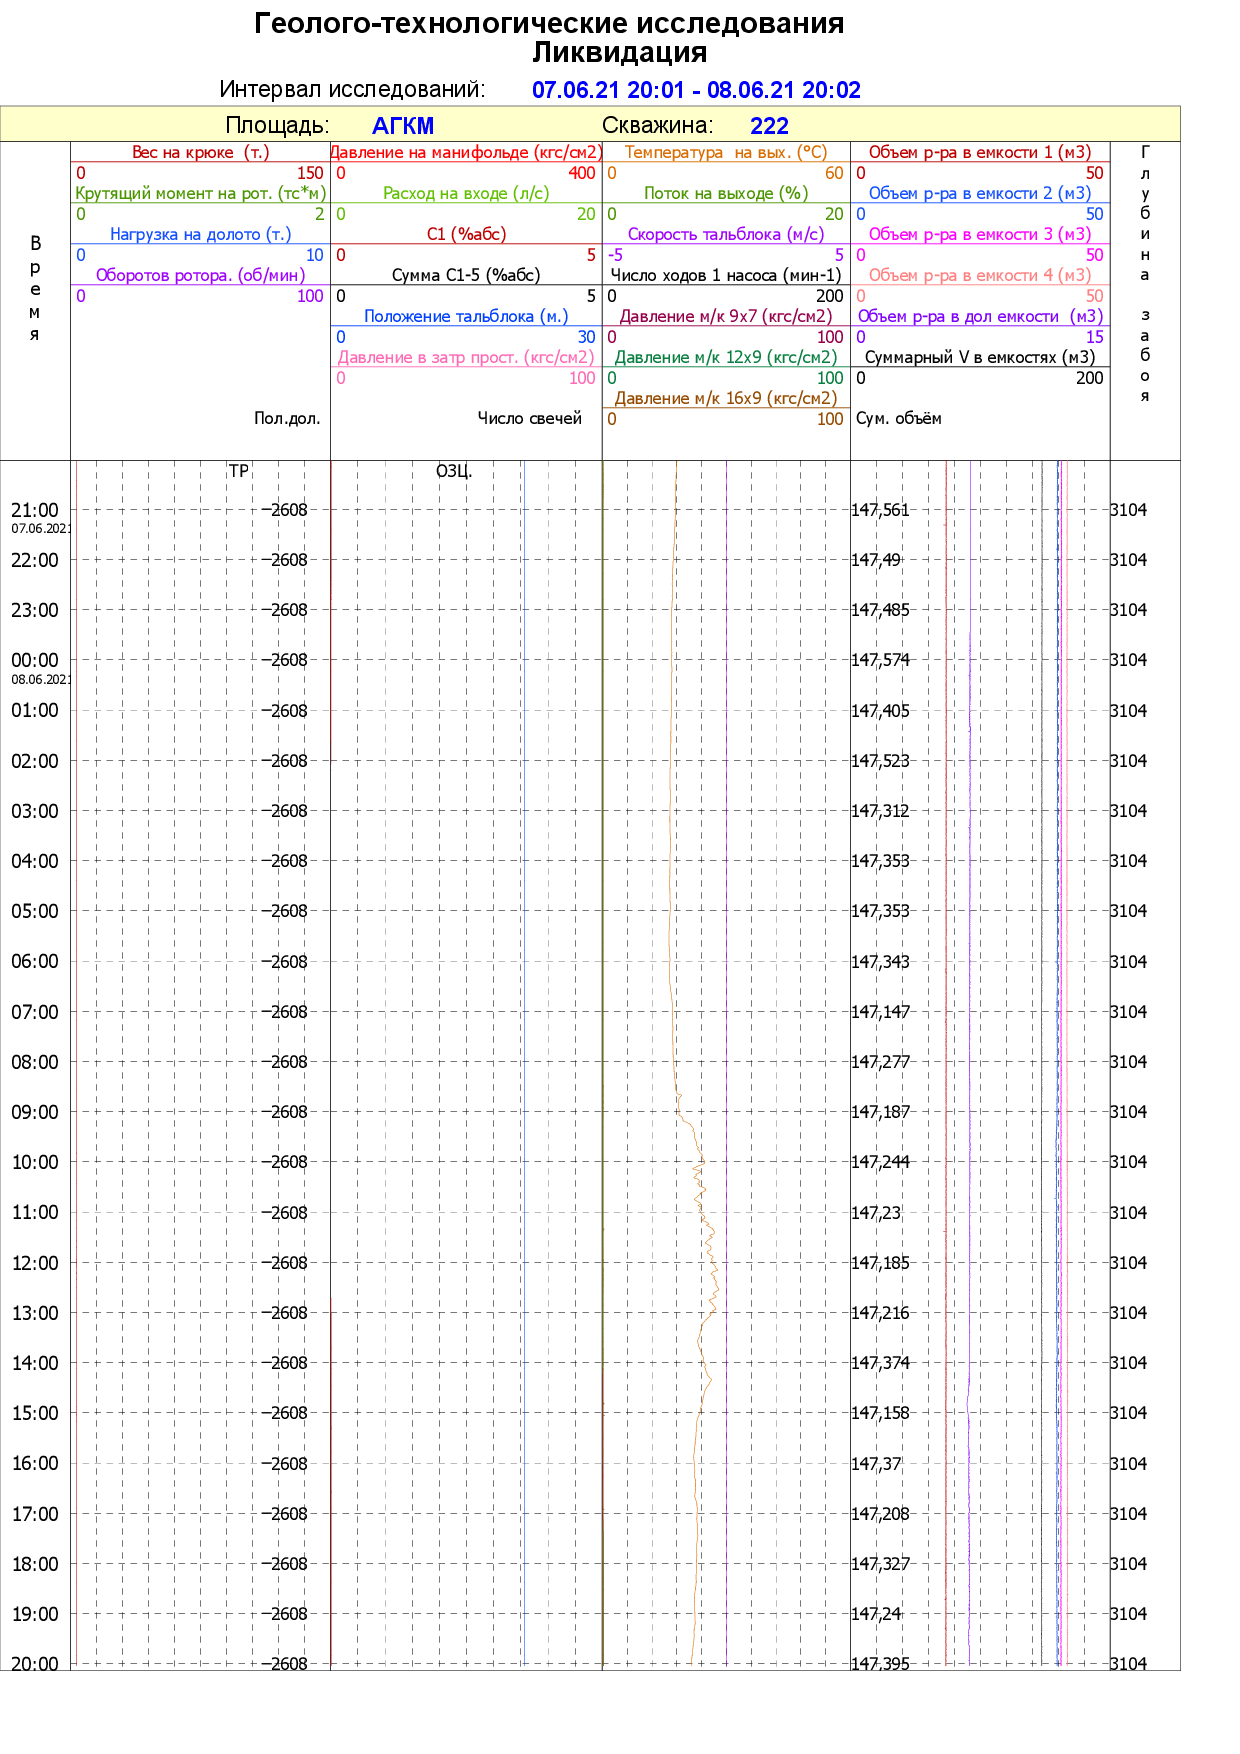 Геолого-технологические исследования
Ликвидация
Интервал исследований: 07.06.21 20:01 - 08.06.21 20:02
Площадь: АГКМ Скважина: 222
Время
Вес на крюке (т.)
0 150
Крутящий момент на рот. (тс*м)
0 2
Нагрузка на долото (т.)
0 10
Оборотов ротора. (об/мин)
0 100
Пол.дол.
Давление на манифольде (кгс/см2)
0 400
Расход на входе (л/с)
0 20
С1 (%абс)
0 5
Сумма С1-5 (%абс)
0 5
Положение тальблока (м.)
0 30
Давление в затр прост. (кгс/см2)
0 100
Число свечей
Температура на вых. (°С)
0 60
Поток на выходе (%)
0 20
Скорость тальблока (м/с)
-5 5
Число ходов 1 насоса (мин-1)
0 200
Давление м/к 9х7 (кгс/см2)
0 100
Давление м/к 12х9 (кгс/см2)
0 100
Давление м/к 16х9 (кгс/см2)
0 100
Объем р-ра в емкости 1 (м3)
0 50
Объем р-ра в емкости 2 (м3)
0 50
Объем р-ра в емкости 3 (м3)
0 50
Объем р-ра в емкости 4 (м3)
0 50
Объем р-ра в дол емкости (м3)
0 15
Суммарный V в емкостях (м3)
0 200
Сум. объём
Глубина забоя
ТР ОЗЦ.
21:00 2608 147,561 3104
07.06.2021
22:00 2608 147,49 3104
23:00 2608 147,485 3104
00:00 2608 147,574 3104
08.06.2021
01:00 2608 147,405 3104
02:00 2608 147,523 3104
03:00 2608 147,312 3104
04:00 2608 147,353 3104
05:00 2608 147,353 3104
06:00 2608 147,343 3104
07:00 2608 147,147 3104
08:00 2608 147,277 3104
09:00 2608 147,187 3104
10:00 2608 147,244 3104
11:00 2608 147,23 3104
12:00 2608 147,185 3104
13:00 2608 147,216 3104
14:00 2608 147,374 3104
15:00 2608 147,158 3104
16:00 2608 147,37 3104
17:00 2608 147,208 3104
18:00 2608 147,327 3104
19:00 2608 147,24 3104
20:00 2608 147,395 3104